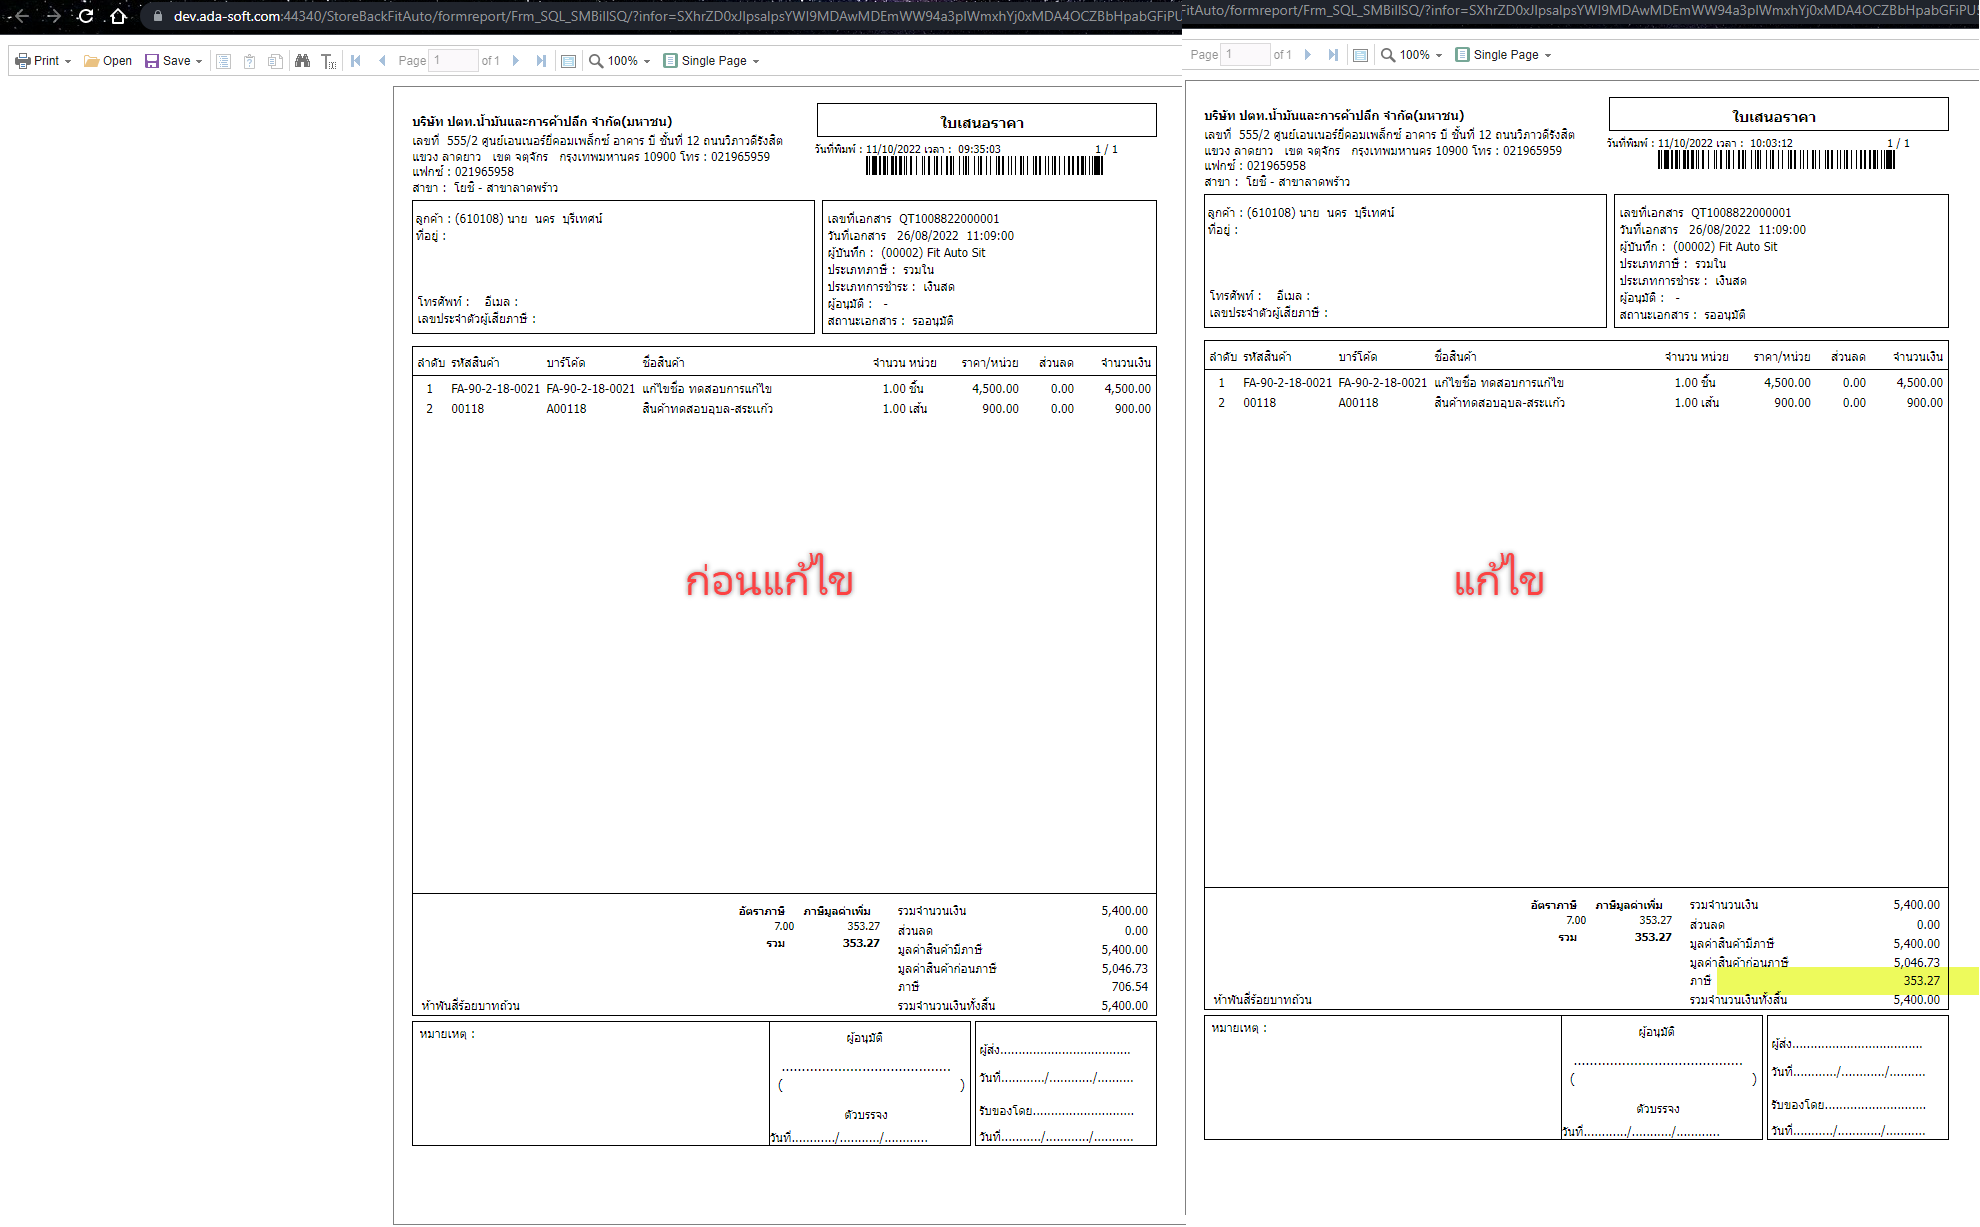 dev.ada-soft.com:44340/StoreBackFitAuto/formreport/Frm_SQL_SMBillSQ/?infor=
Print Open Save Page 1 of 1 100% Single Page
บริษัท ปตท.น้ำมันและการค้าปลีก จำกัด(มหาชน)
ใบเสนอราคา
เลขที่ 555/2 ศูนย์เอนเนอร์ยี่คอมเพล็กซ์ อาคาร บี ชั้นที่ 12 ถนนวิภาวดีรังสิต
แขวง ลาดยาว เขต จตุจักร กรุงเทพมหานคร 10900 โทร : 021965959
แฟกซ์ : 021965958
สาขา : โยชิ - สาขาลาดพร้าว
วันที่พิมพ์ : 11/10/2022 เวลา : 09:35:03 1 / 1
ลูกค้า : (610108) นาย นคร บุรีเทศน์
ที่อยู่ :
โทรศัพท์ : อีเมล :
เลขประจำตัวผู้เสียภาษี :
เลขที่เอกสาร QT1008822000001
วันที่เอกสาร 26/08/2022 11:09:00
ผู้บันทึก : (00002) Fit Auto Sit
ประเภทภาษี : รวมใน
ประเภทการชำระ : เงินสด
ผู้อนุมัติ : -
สถานะเอกสาร : รออนุมัติ
ลำดับ รหัสสินค้า บาร์โค้ด ชื่อสินค้า จำนวน หน่วย ราคา/หน่วย ส่วนลด จำนวนเงิน
1 FA-90-2-18-0021 FA-90-2-18-0021 แก้ไขชื่อ ทดสอบการแก้ไข 1.00 ชิ้น 4,500.00 0.00 4,500.00
2 00118 A00118 สินค้าทดสอบอุบล-สระแก้ว 1.00 เส้น 900.00 0.00 900.00
ก่อนแก้ไข
อัตราภาษี ภาษีมูลค่าเพิ่ม
7.00 353.27
รวม 353.27
รวมจำนวนเงิน 5,400.00
ส่วนลด 0.00
มูลค่าสินค้ามีภาษี 5,400.00
มูลค่าสินค้าก่อนภาษี 5,046.73
ภาษี 706.54
ห้าพันสี่ร้อยบาทถ้วน รวมจำนวนเงินทั้งสิ้น 5,400.00
หมายเหตุ :
ผู้อนุมัติ
..........................................
( )
ตัวบรรจง
วันที่.........../........../...........
ผู้ส่ง.................................
วันที่.........../.........../.........
รับของโดย.........................
วันที่........../.........../..........
FitAuto/formreport/Frm_SQL_SMBillSQ/?infor=
Page 1 of 1 100% Single Page
บริษัท ปตท.น้ำมันและการค้าปลีก จำกัด(มหาชน)
ใบเสนอราคา
เลขที่ 555/2 ศูนย์เอนเนอร์ยี่คอมเพล็กซ์ อาคาร บี ชั้นที่ 12 ถนนวิภาวดีรังสิต
แขวง ลาดยาว เขต จตุจักร กรุงเทพมหานคร 10900 โทร : 021965959
แฟกซ์ : 021965958
สาขา : โยชิ - สาขาลาดพร้าว
วันที่พิมพ์ : 11/10/2022 เวลา : 10:03:12 1 / 1
ลูกค้า : (610108) นาย นคร บุรีเทศน์
ที่อยู่ :
โทรศัพท์ : อีเมล :
เลขประจำตัวผู้เสียภาษี :
เลขที่เอกสาร QT1008822000001
วันที่เอกสาร 26/08/2022 11:09:00
ผู้บันทึก : (00002) Fit Auto Sit
ประเภทภาษี : รวมใน
ประเภทการชำระ : เงินสด
ผู้อนุมัติ : -
สถานะเอกสาร : รออนุมัติ
ลำดับ รหัสสินค้า บาร์โค้ด ชื่อสินค้า จำนวน หน่วย ราคา/หน่วย ส่วนลด จำนวนเงิน
1 FA-90-2-18-0021 FA-90-2-18-0021 แก้ไขชื่อ ทดสอบการแก้ไข 1.00 ชิ้น 4,500.00 0.00 4,500.00
2 00118 A00118 สินค้าทดสอบอุบล-สระแก้ว 1.00 เส้น 900.00 0.00 900.00
แก้ไข
อัตราภาษี ภาษีมูลค่าเพิ่ม
7.00 353.27
รวม 353.27
รวมจำนวนเงิน 5,400.00
ส่วนลด 0.00
มูลค่าสินค้ามีภาษี 5,400.00
มูลค่าสินค้าก่อนภาษี 5,046.73
ภาษี 353.27
ห้าพันสี่ร้อยบาทถ้วน รวมจำนวนเงินทั้งสิ้น 5,400.00
หมายเหตุ :
ผู้อนุมัติ
..........................................
( )
ตัวบรรจง
วันที่.........../........../...........
ผู้ส่ง.................................
วันที่.........../.........../.........
รับของโดย.........................
วันที่........../.........../..........